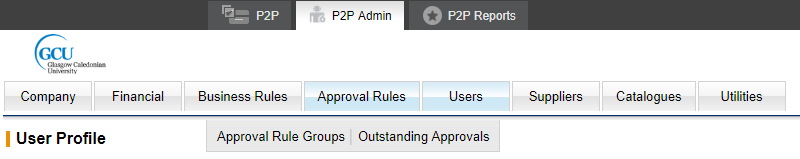 P2P P2P Admin P2P Reports
GCU
Glasgow Caledonian
University
Company Financial Business Rules Approval Rules Users Suppliers Catalogues Utilities
User Profile Approval Rule Groups Outstanding Approvals